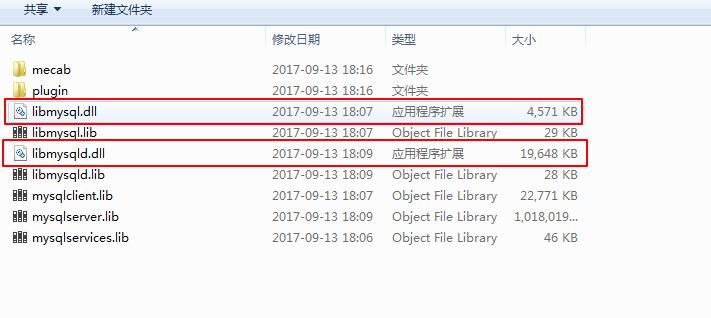 共享 新建文件夹
名称 修改日期 类型 大小
mecab 2017-09-13 18:16 文件夹
plugin 2017-09-13 18:16 文件夹
libmysql.dll 2017-09-13 18:07 应用程序扩展 4,571 KB
libmysql.lib 2017-09-13 18:07 Object File Library 29 KB
libmysqld.dll 2017-09-13 18:09 应用程序扩展 19,648 KB
libmysqld.lib 2017-09-13 18:09 Object File Library 28 KB
mysqlclient.lib 2017-09-13 18:07 Object File Library 22,771 KB
mysqlserver.lib 2017-09-13 18:09 Object File Library 1,018,019...
mysqlservices.lib 2017-09-13 18:06 Object File Library 46 KB